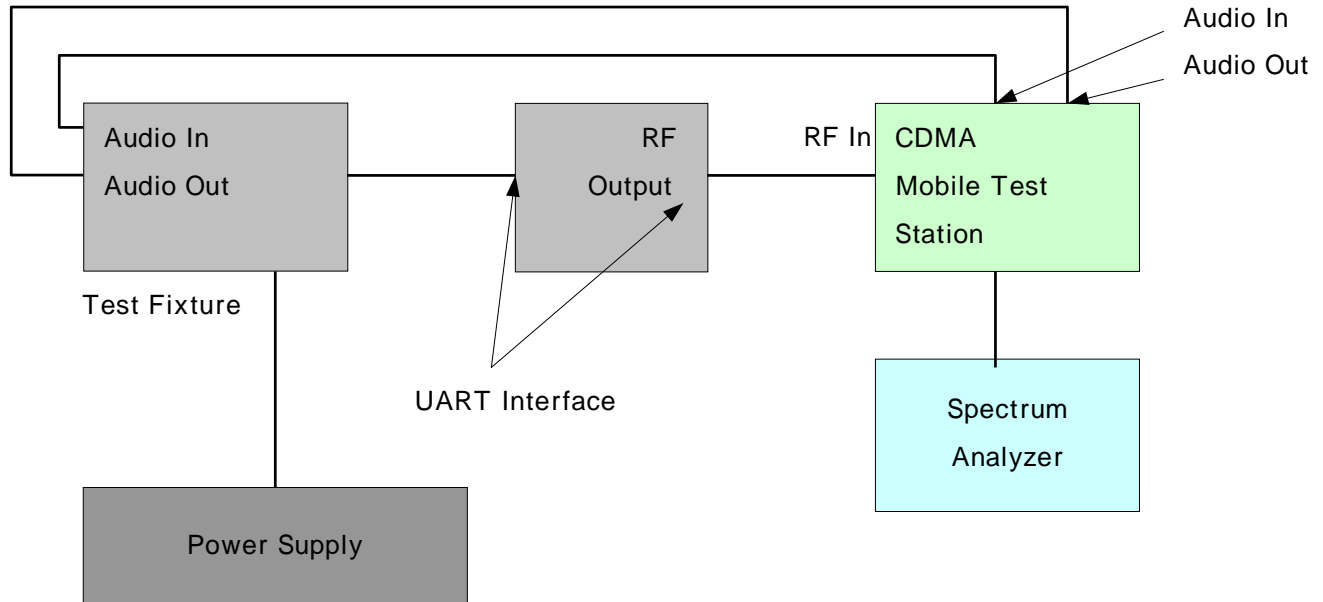 Audio In
Audio Out
Audio In
Audio Out
RF
Output
RF In
CDMA
Mobile Test
Station
Test Fixture
UART Interface
Spectrum
Analyzer
Power Supply